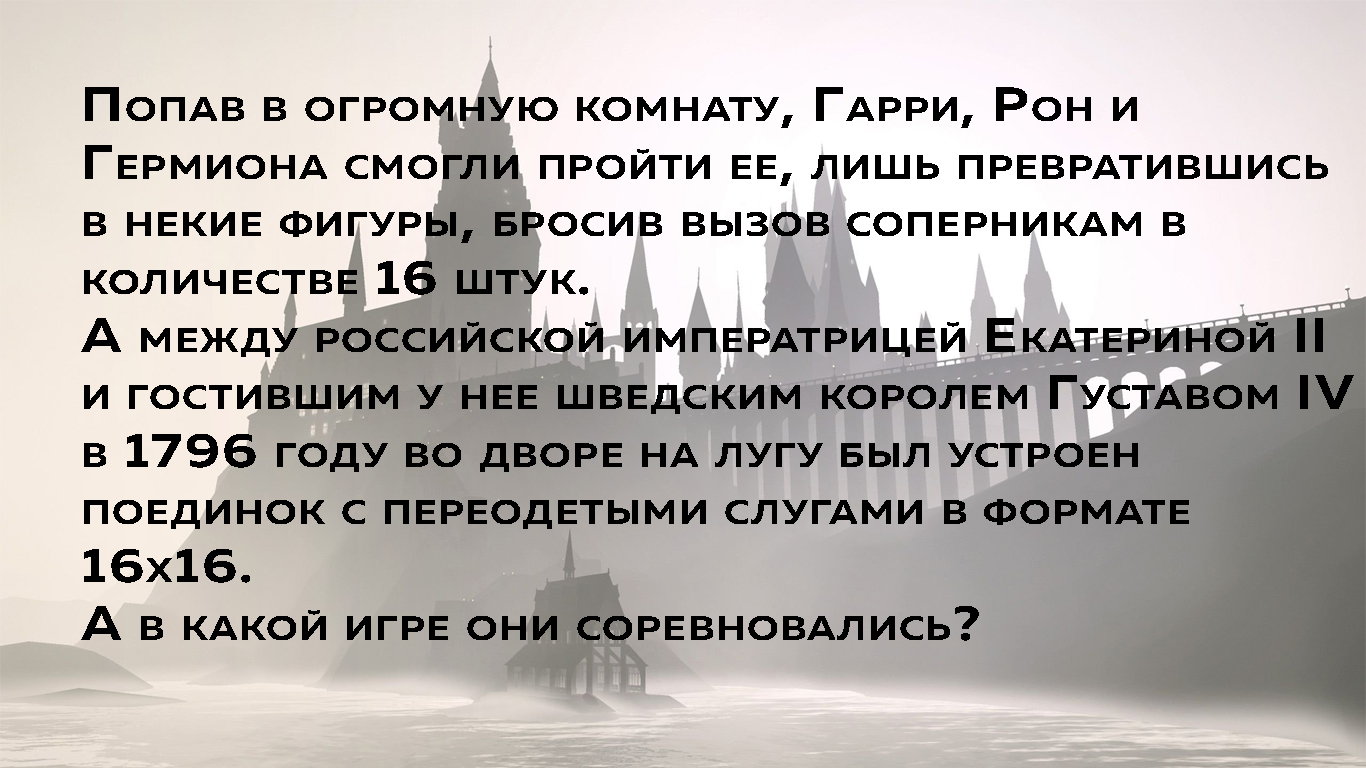 Попав в огромную комнату, Гарри, Рон и
Гермиона смогли пройти ее, лишь превратившись
в некие фигуры, бросив вызов соперникам в
количестве 16 штук.
А между российской императрицей Екатериной II
и гостившим у нее шведским королем Густавом IV
в 1796 году во дворе на лугу был устроен
поединок с переодетыми слугами в формате
16х16.
А в какой игре они соревновались?